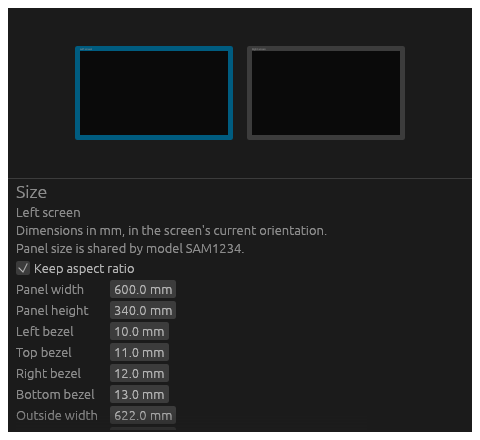 Size
Left screen
Dimensions in mm, in the screen's current orientation.
Panel size is shared by model SAM1234.
Keep aspect ratio
Panel width 600.0 mm
Panel height 340.0 mm
Left bezel 10.0 mm
Top bezel 11.0 mm
Right bezel 12.0 mm
Bottom bezel 13.0 mm
Outside width 622.0 mm